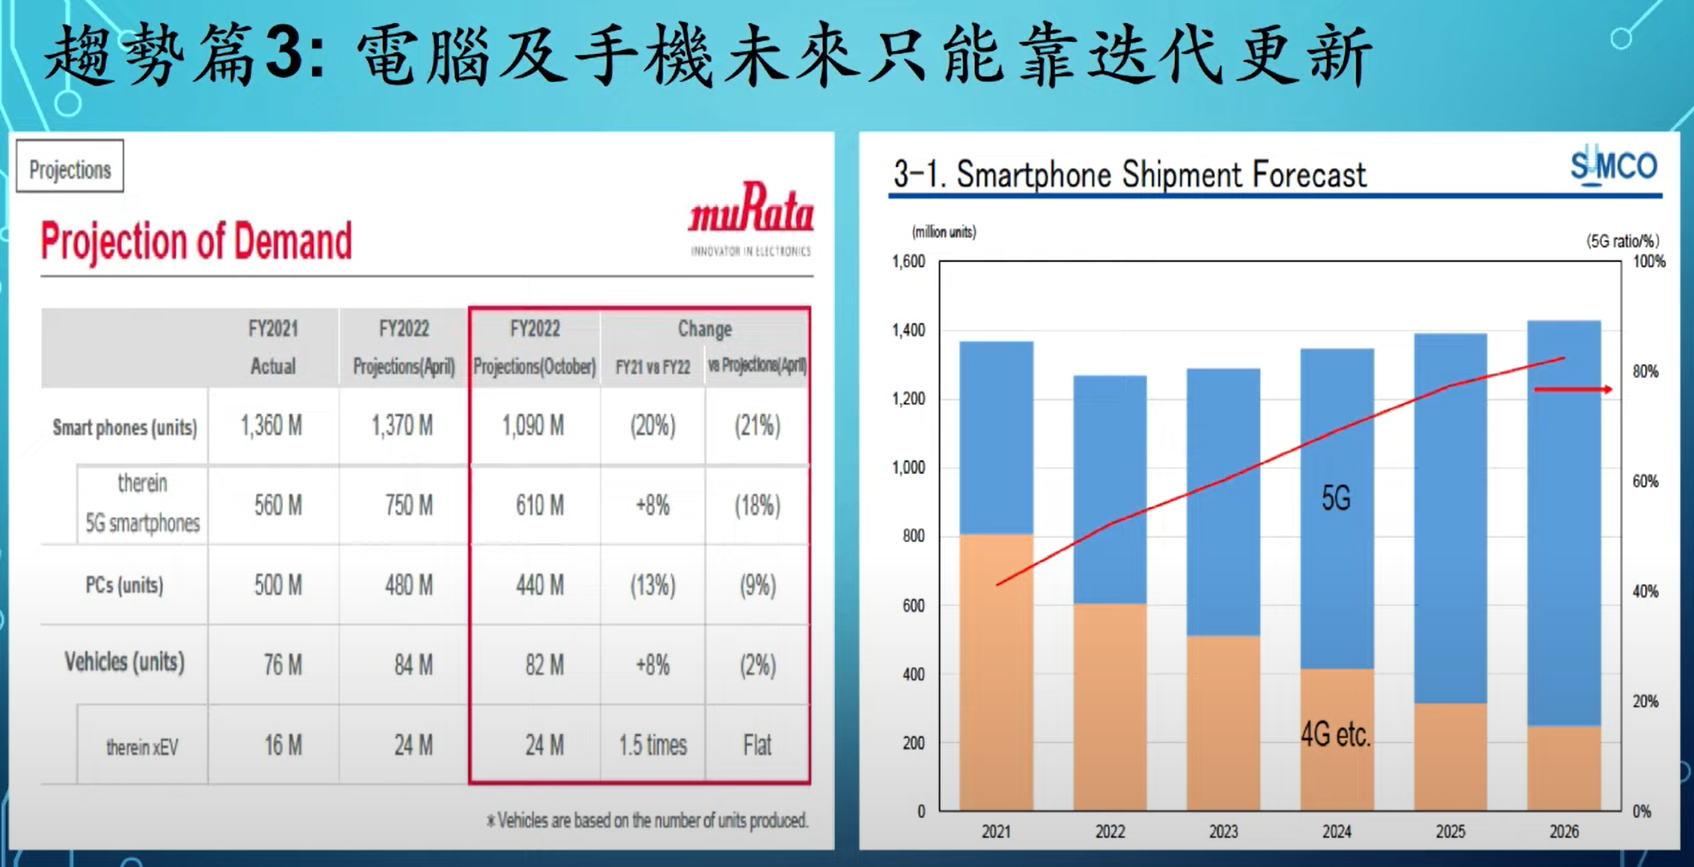 趨勢篇3: 電腦及手機未來只能靠迭代更新
Projections
muRata
INNOVATOR IN ELECTRONICS
Projection of Demand
FY2021 FY2022 FY2022 Change
Actual Projections(April) Projections(October) FY21 vs FY22 vs Projections(April)
Smart phones (units) 1,360 M 1,370 M 1,090 M (20%) (21%)
therein
5G smartphones 560 M 750 M 610 M +8% (18%)
PCs (units) 500 M 480 M 440 M (13%) (9%)
Vehicles (units) 76 M 84 M 82 M +8% (2%)
therein xEV 16 M 24 M 24 M 1.5 times Flat
*Vehicles are based on the number of units produced.
3-1. Smartphone Shipment Forecast
SUMCO
(million units)
(5G ratio/%)
1,600 100%
1,400
1,200 80%
1,000
60%
5G
800
600 40%
400
20%
4G etc.
200
0 0%
2021 2022 2023 2024 2025 2026